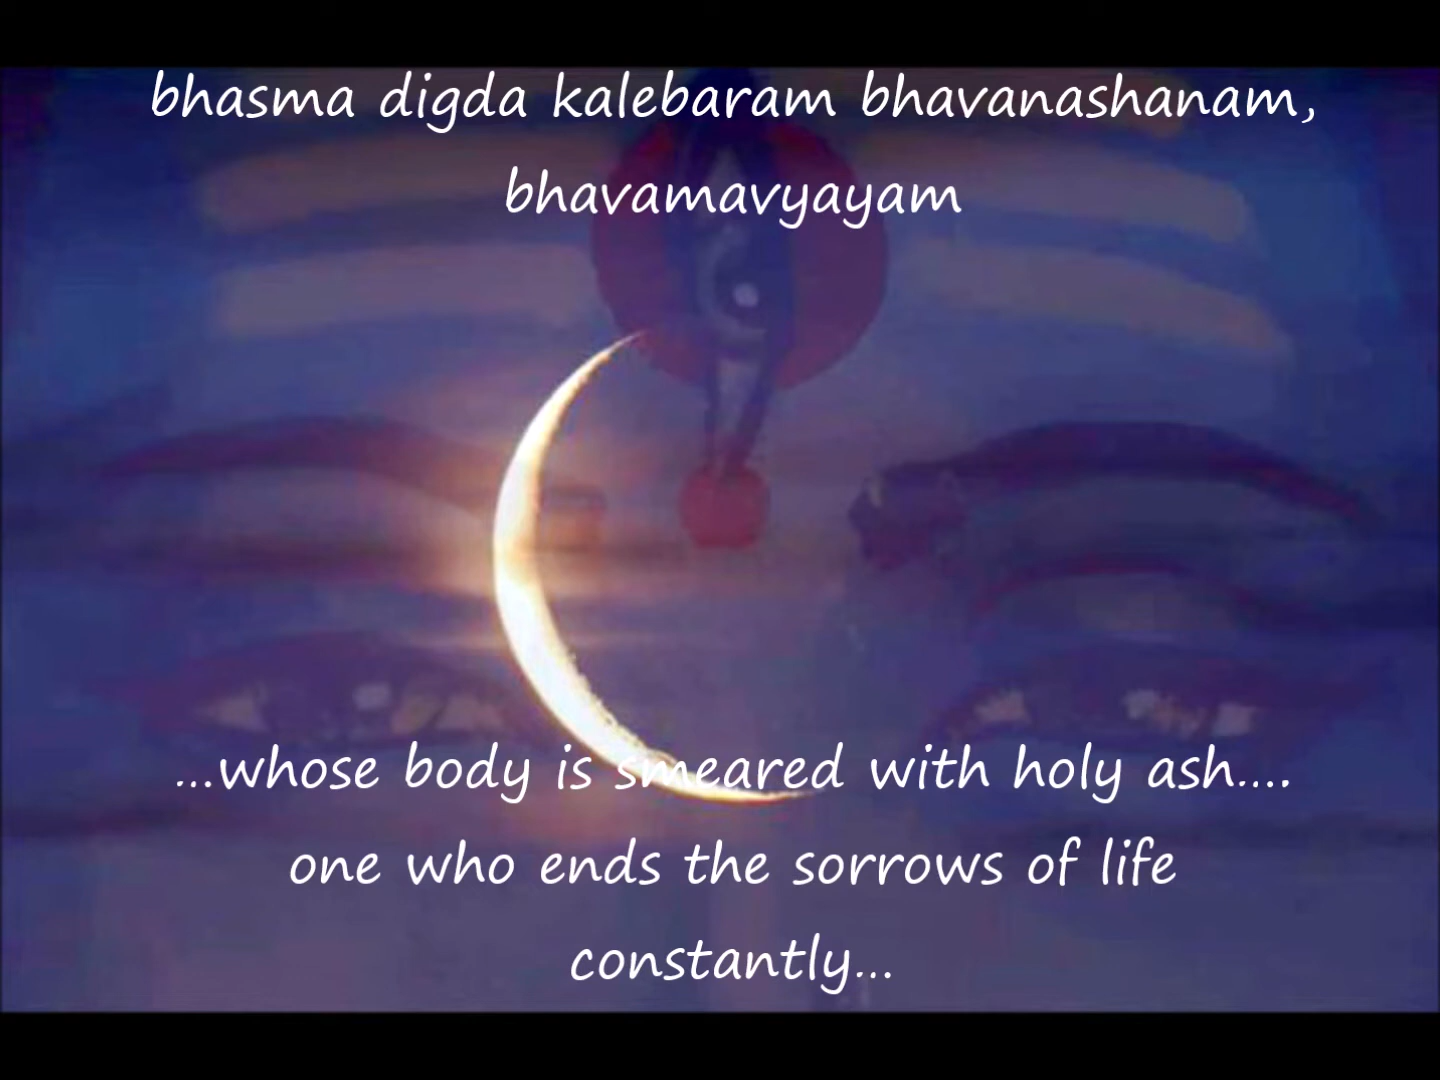 bhasma digda kalebaram bhavanashanam,
bhavamavyayam
...whose body is smeared with holy ash....
one who ends the sorrows of life
constantly...